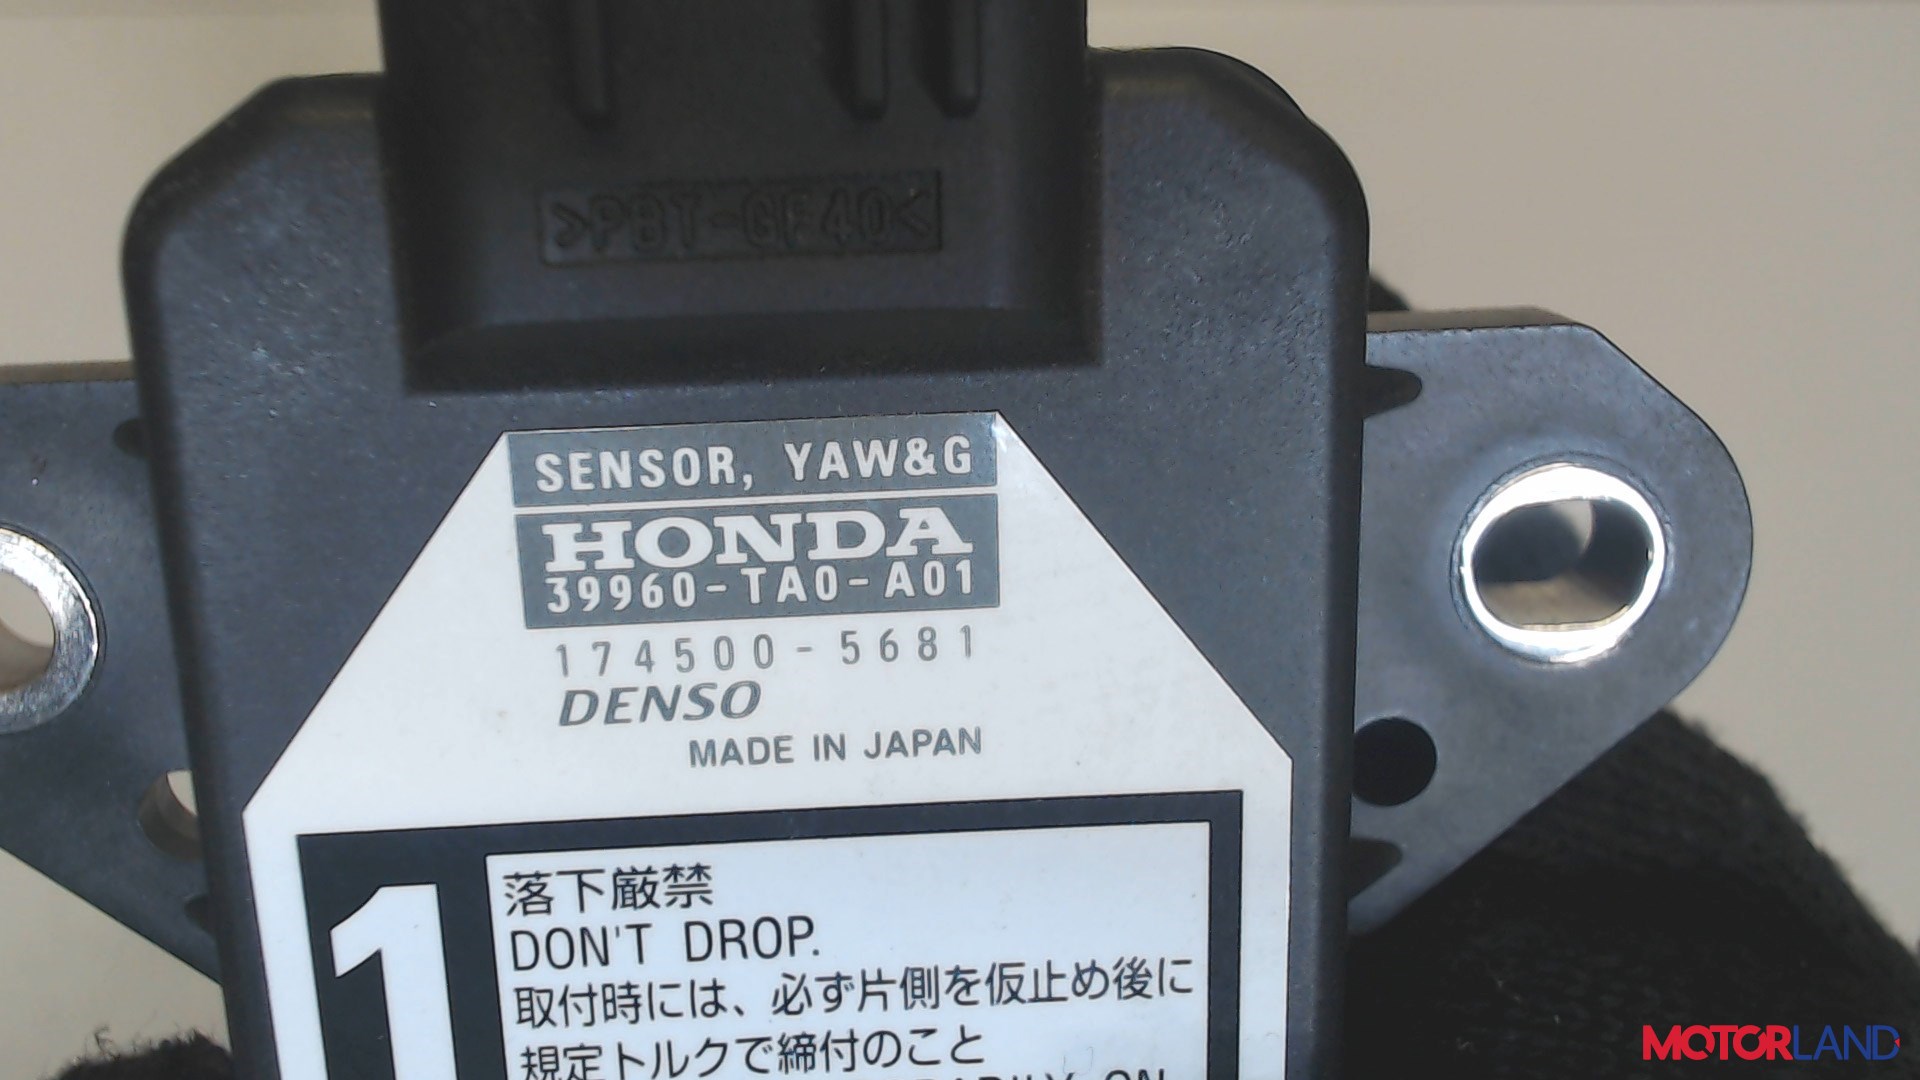 >PBT-GF40<
SENSOR, YAW&G
HONDA
39960-TA0-A01
174500-5681
DENSO
MADE IN JAPAN
1
落下厳禁
DON'T DROP.
取付時には、必ず片側を仮止め後に
規定トルクで締付のこと
ON
MOTORLAND